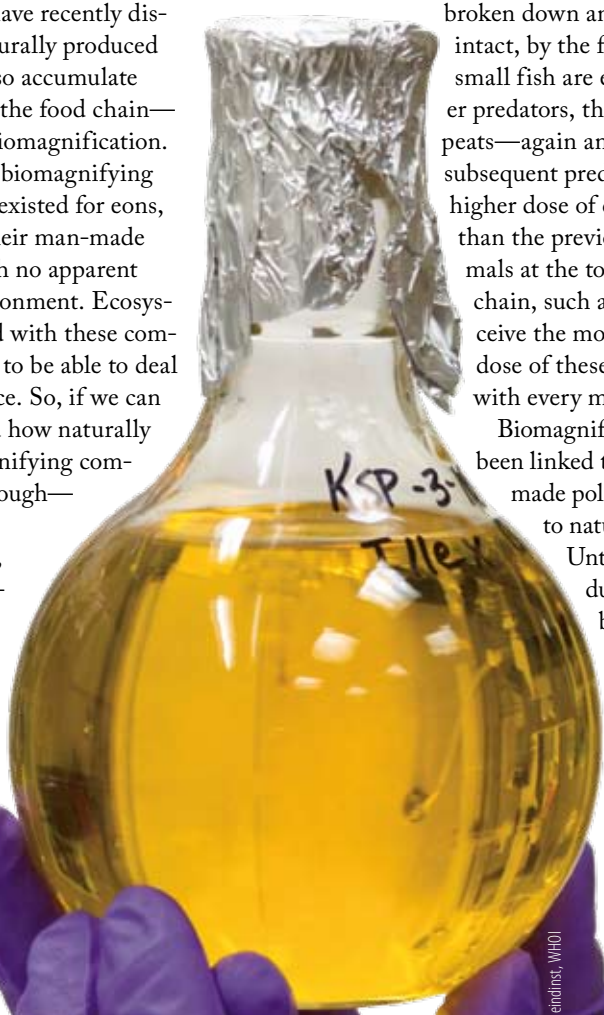 have recently dis-
urally produced
so accumulate
the food chain—
iomagnification.
biomagnifying
existed for eons,
eir man-made
h no apparent
onment. Ecosys-
d with these com-
to be able to deal
ce. So, if we can
how naturally
nifying com-
ough—
broken down an
intact, by the f
small fish are
er predators, th
peats—again an
subsequent pred
higher dose of
than the previ
mals at the to
chain, such a
ceive the mo
dose of these
with every m
Biomagnif
been linked t
made pol
to natu
Unt
du
b
KSP-3-
Illex
eindinst, WHOI